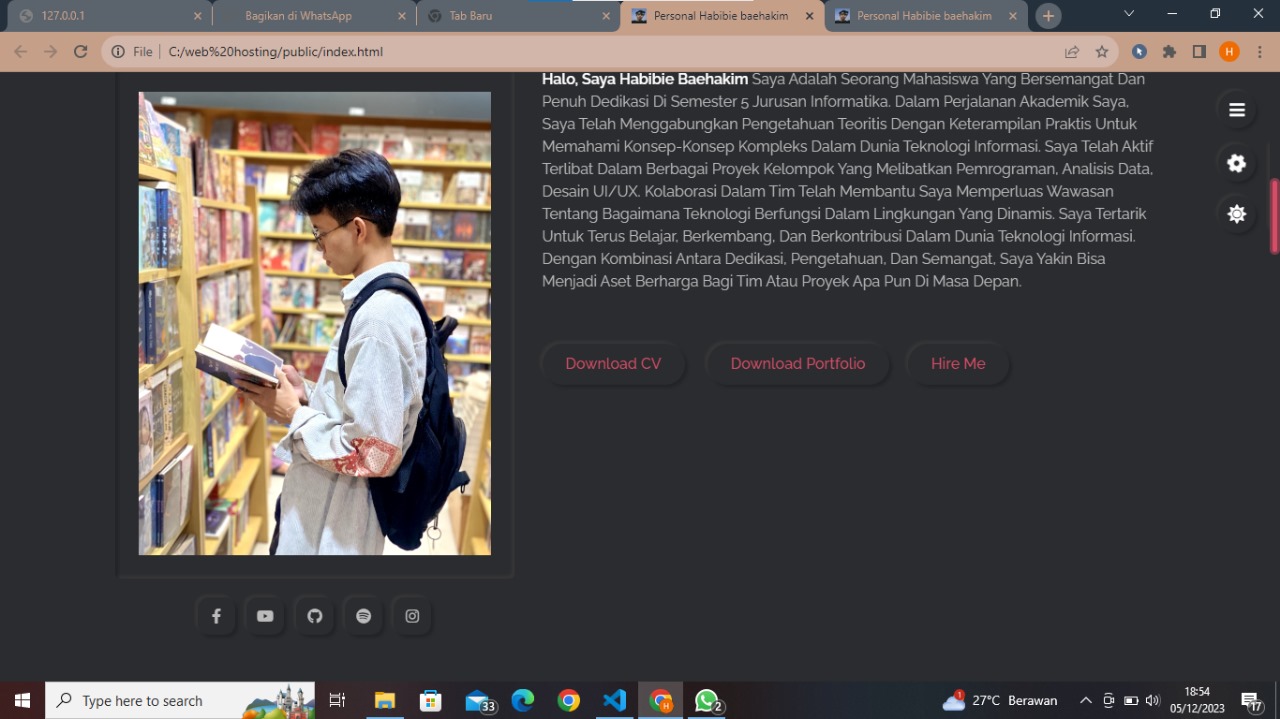 127.0.0.1
Bagikan di WhatsApp
Tab Baru
Personal Habibie baehakim
Personal Habibie baehakim
File
C:/web%20hosting/public/index.html
H
Halo, Saya Habibie Baehakim Saya Adalah Seorang Mahasiswa Yang Bersemangat Dan
Penuh Dedikasi Di Semester 5 Jurusan Informatika. Dalam Perjalanan Akademik Saya,
Saya Telah Menggabungkan Pengetahuan Teoritis Dengan Keterampilan Praktis Untuk
Memahami Konsep-Konsep Kompleks Dalam Dunia Teknologi Informasi. Saya Telah Aktif
Terlibat Dalam Berbagai Proyek Kelompok Yang Melibatkan Pemrograman, Analisis Data,
Desain UI/UX. Kolaborasi Dalam Tim Telah Membantu Saya Memperluas Wawasan
Tentang Bagaimana Teknologi Berfungsi Dalam Lingkungan Yang Dinamis. Saya Tertarik
Untuk Terus Belajar, Berkembang, Dan Berkontribusi Dalam Dunia Teknologi Informasi.
Dengan Kombinasi Antara Dedikasi, Pengetahuan, Dan Semangat, Saya Yakin Bisa
Menjadi Aset Berharga Bagi Tim Atau Proyek Apa Pun Di Masa Depan.
Download CV
Download Portfolio
Hire Me
Type here to search
33
H
2
1
27°C Berawan
18:54
05/12/2023
17